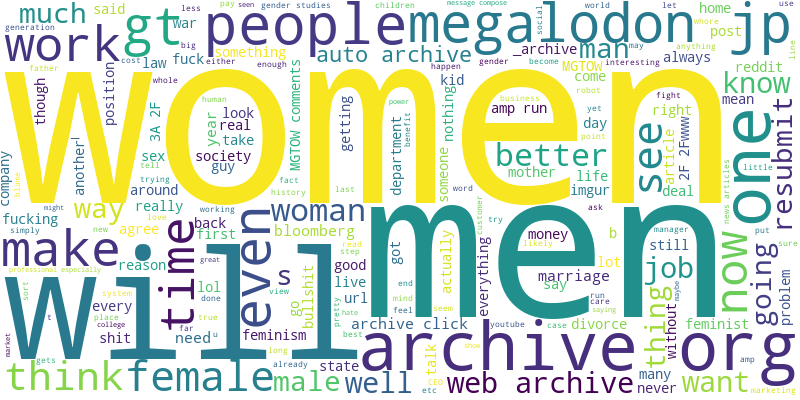 much
said
gt
people
megalodon jp
less
pay
seen
gender studies
children
message compose
world
let
home
use
whore
generation
war
fuck
something
auto archive
_archive
gender
become
social
may
man
post
anything
line
work
big
law
cost
either
enough
happen
MGTOW
interesting
reddit
always
father
position
whole
women
though
3A 2F
human
year
look
real
take
MGTOW comments
getting
power
kid
nothing
amp run
business
robot
come
yet
fight
know
right
mean
company
another
tell
trying
sex
society
guy
fact
department
benefit
someone
better
day
point
see
article
2F 2Fwww
one
resubmit
blame
might
around
history
last
mother
life
imgur
deal
little
fucking
way
love
really
working
woman
word
customer
try
ask
money
men
news articles
simply
new
agree
back
first
bloomberg
got
actually
everything
likely
manager
b
still
put
sure
make
reason
great
time
even
s
bullshit
good
read
step
end
marriage
say
lot
job
now
going
problem
professional especially
sort
system
lol
done
view
go
live
url
mind
seem
run
care
saying
maybe
thing
without
feminist
will
every
place
true
u
need
feminism
pretty
hate
feel
archive click
youtube
case
divorce
market
shit
college
far
long
best
archive org
many
never
amp
gets
think
female
already
male
state
well
etc
talk
CEO
show
web archive
want
marketing
t